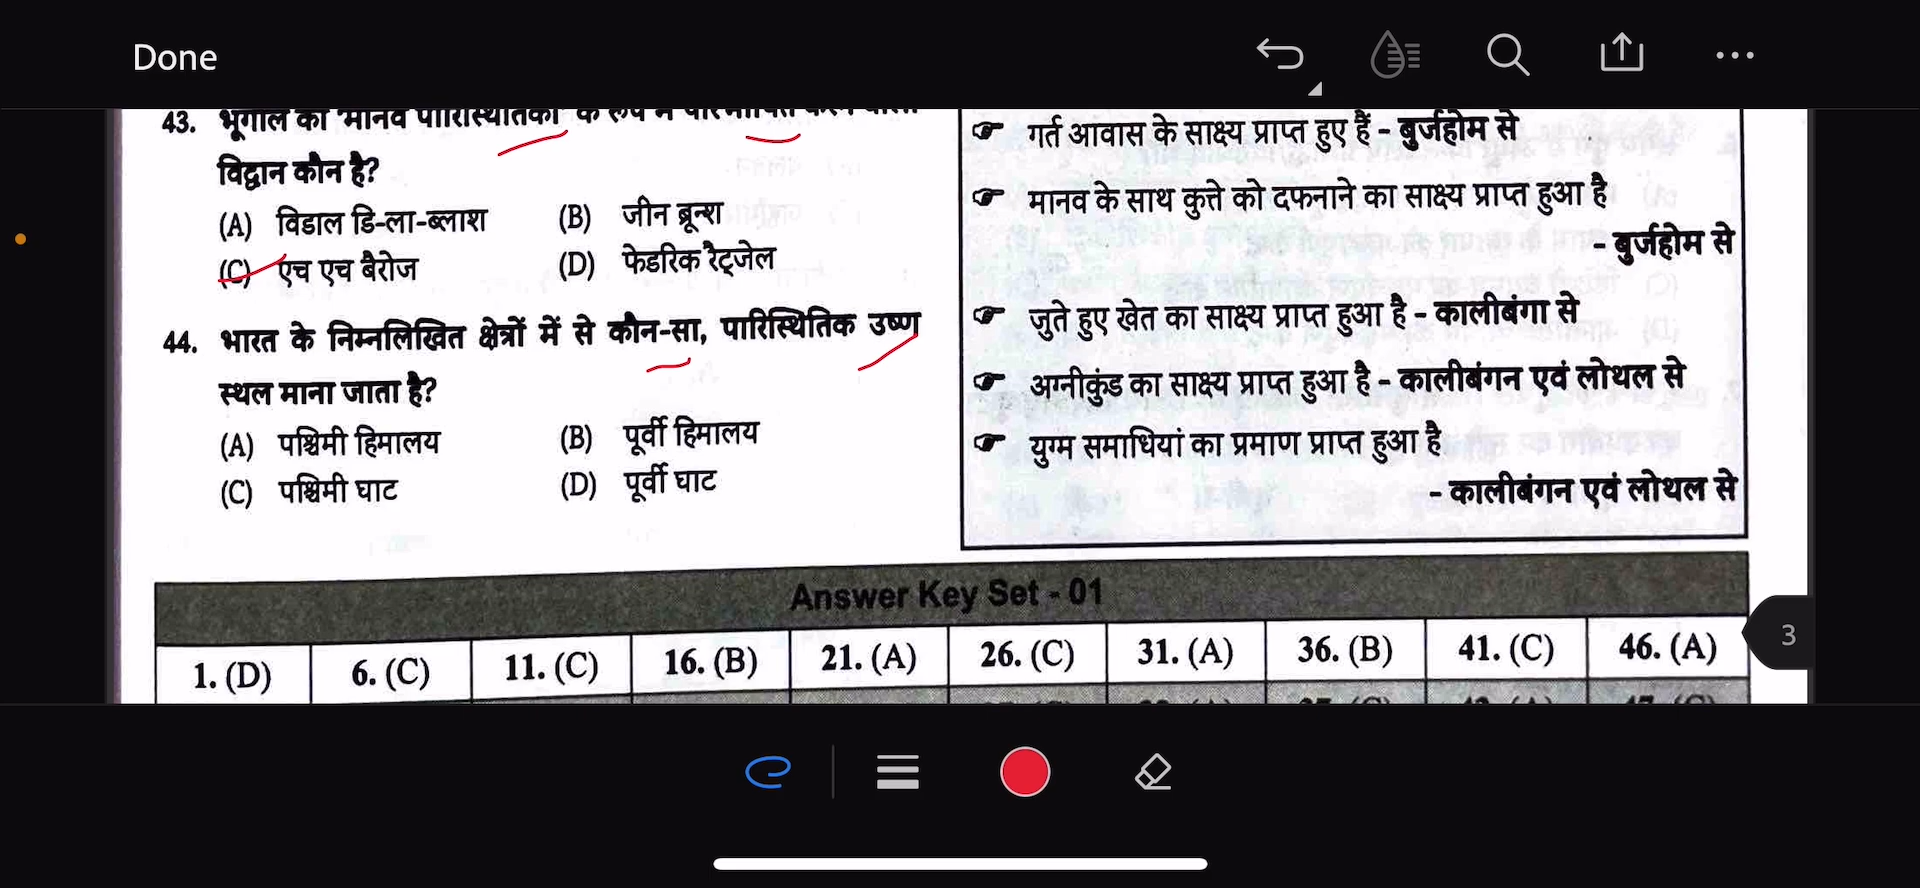 Done
43. भूगोल को 'मानव पारिस्थितिकी' के रूप में परिभाषित करने वाला
विद्वान कौन है?
(A) विडाल डि-ला-ब्लाश (B) जीन ब्रून्श
(C) एच एच बैरोज (D) फेडरिक रैट्जेल
44. भारत के निम्नलिखित क्षेत्रों में से कौन-सा, पारिस्थितिक उष्ण
स्थल माना जाता है?
(A) पश्चिमी हिमालय (B) पूर्वी हिमालय
(C) पश्चिमी घाट (D) पूर्वी घाट
गर्त आवास के साक्ष्य प्राप्त हुए हैं - बुर्जहोम से
मानव के साथ कुत्ते को दफनाने का साक्ष्य प्राप्त हुआ है
- बुर्जहोम से
जुते हुए खेत का साक्ष्य प्राप्त हुआ है - कालीबंगा से
अग्नीकुंड का साक्ष्य प्राप्त हुआ है - कालीबंगन एवं लोथल से
युग्म समाधियां का प्रमाण प्राप्त हुआ है
- कालीबंगन एवं लोथल से
Answer Key Set - 01
1. (D) 6. (C) 11. (C) 16. (B) 21. (A) 26. (C) 31. (A) 36. (B) 41. (C) 46. (A)
3